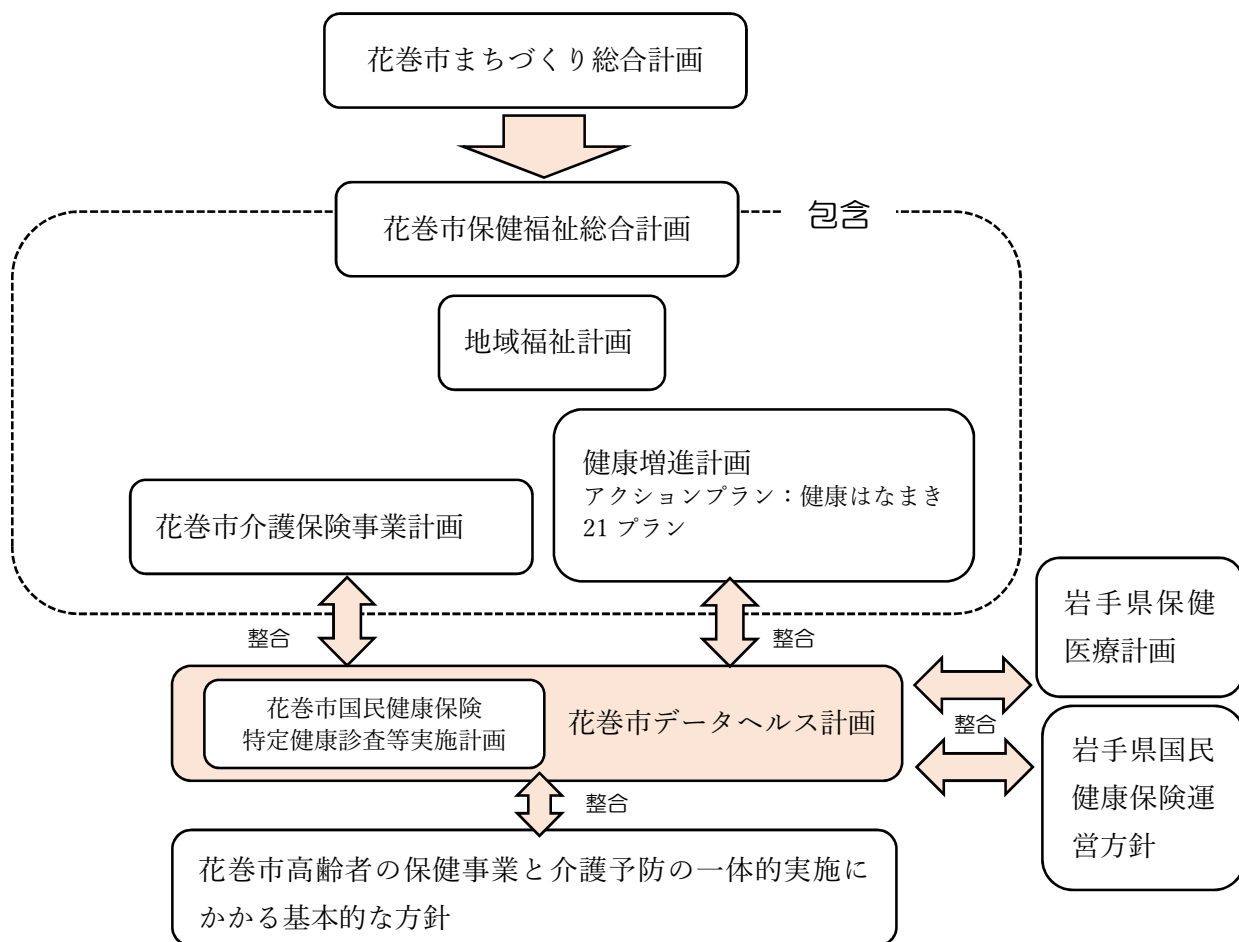 花巻市まちづくり総合計画
花巻市保健福祉総合計画
包含
地域福祉計画
健康増進計画
アクションプラン：健康はなまき
21 プラン
花巻市介護保険事業計画
整合
整合
岩手県保健
医療計画
花巻市国民健康保険
特定健康診査等実施計画
花巻市データヘルス計画
整合
岩手県国民
健康保険運
営方針
整合
花巻市高齢者の保健事業と介護予防の一体的実施に
かかる基本的な方針